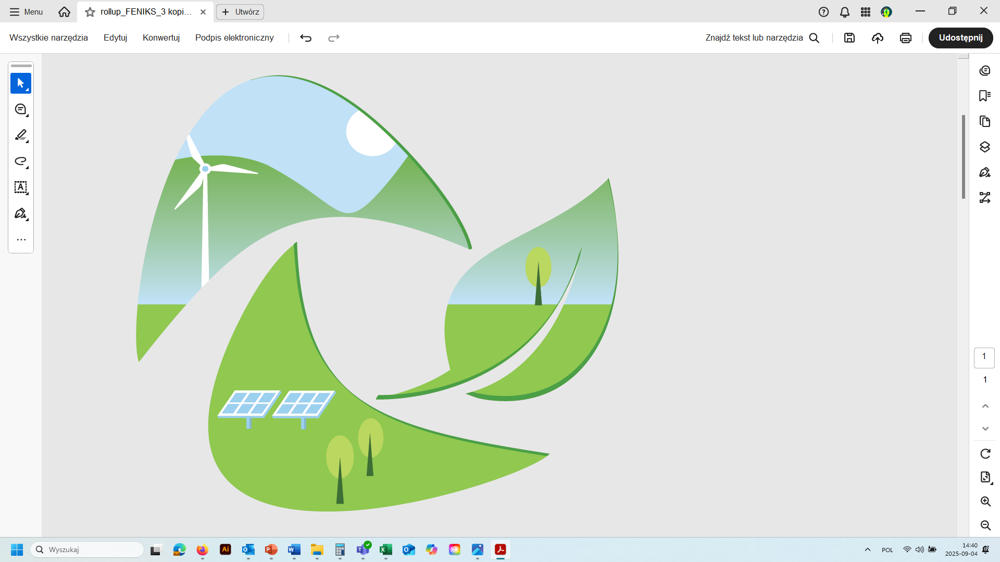 Menu
rollup_FENIKS_3 kopi...
Utwórz
Wszystkie narzędzia
Edytuj
Konwertuj
Podpis elektroniczny
Znajdź tekst lub narzędzia
Udostępnij
A
1
1
Wyszukaj
Ai
POL
14:40
2025-09-04